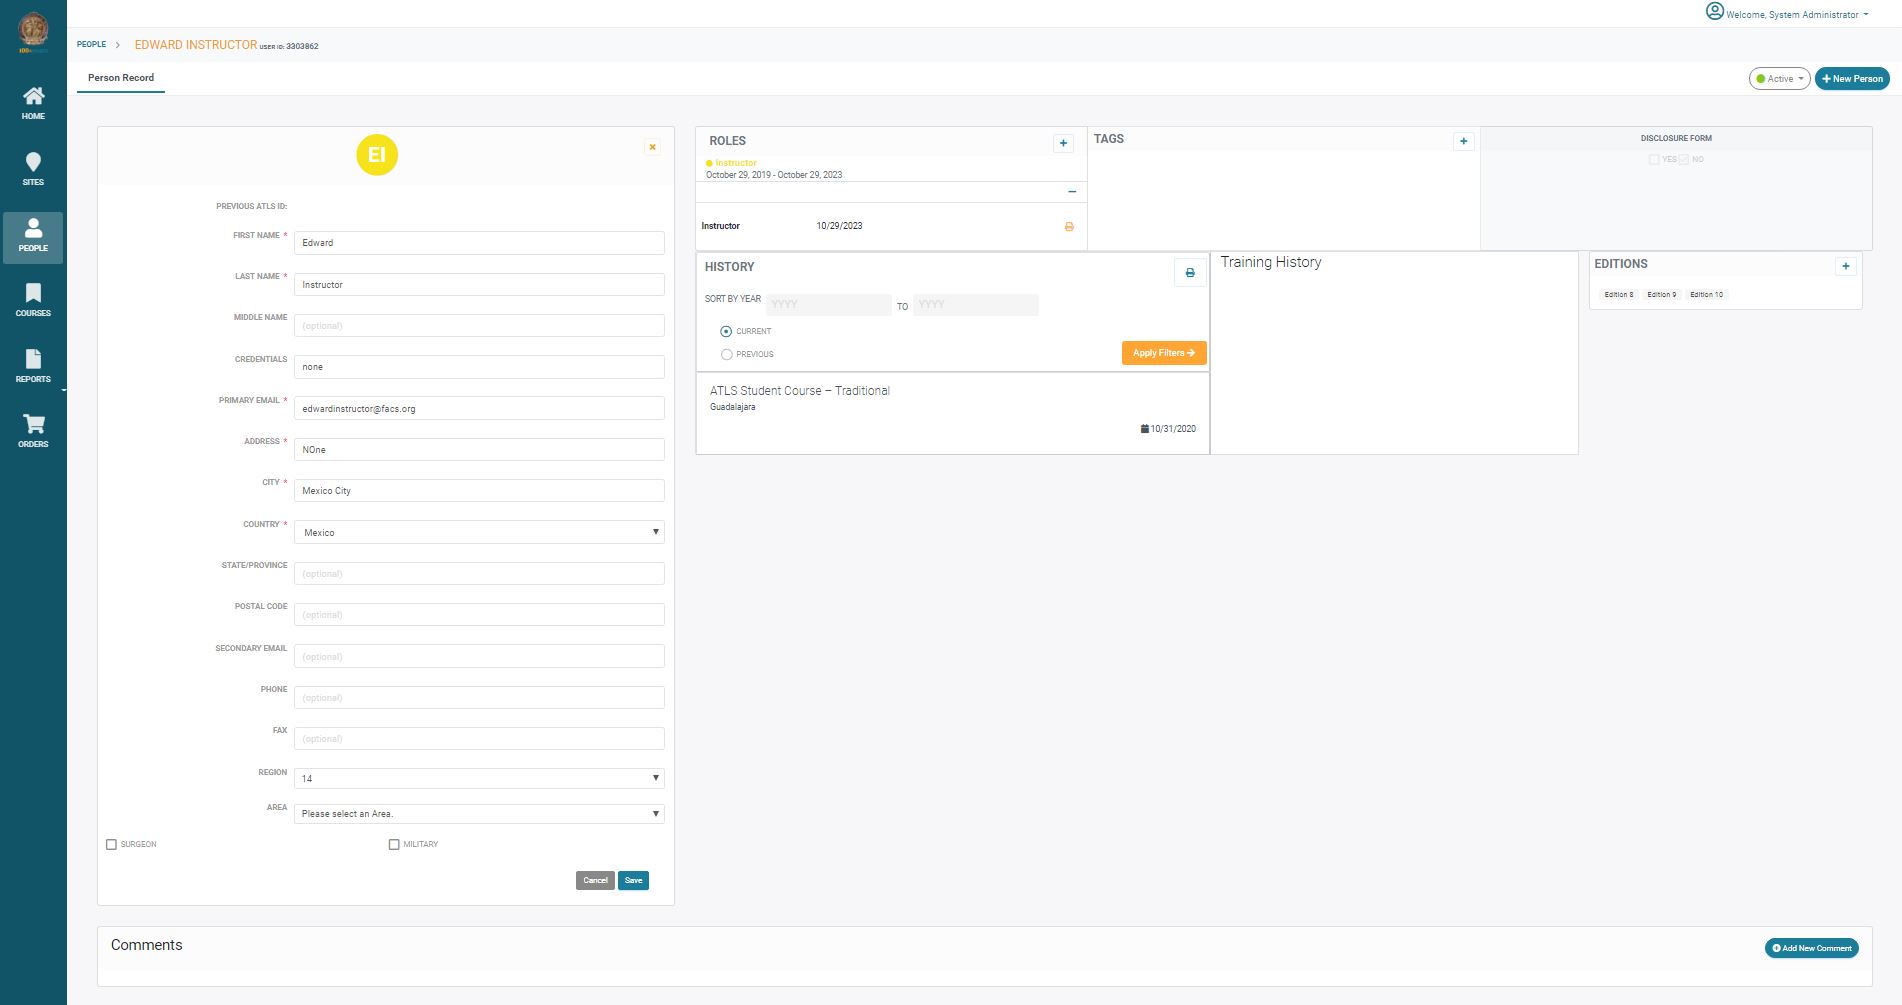 Welcome, System Administrator
PEOPLE > EDWARD INSTRUCTOR USER ID: 3303862
Person Record
Active
+ New Person
HOME
SITES
PEOPLE
COURSES
REPORTS
ORDERS
EI
PREVIOUS ATLS ID:
FIRST NAME * Edward
LAST NAME * Instructor
MIDDLE NAME (optional)
CREDENTIALS none
PRIMARY EMAIL * edwardinstructor@facs.org
ADDRESS * NOne
CITY * Mexico City
COUNTRY * Mexico
STATE/PROVINCE (optional)
POSTAL CODE (optional)
SECONDARY EMAIL (optional)
PHONE (optional)
FAX (optional)
REGION 14
AREA Please select an Area.
SURGEON MILITARY
Cancel Save
ROLES
Instructor
October 29, 2019 - October 29, 2023
Instructor 10/29/2023
TAGS
DISCLOSURE FORM
YES NO
HISTORY
SORT BY YEAR YYYY TO YYYY
CURRENT
PREVIOUS
Apply Filters
ATLS Student Course – Traditional
Guadalajara
10/31/2020
Training History
EDITIONS
Edition 8 Edition 9 Edition 10
Comments
Add New Comment